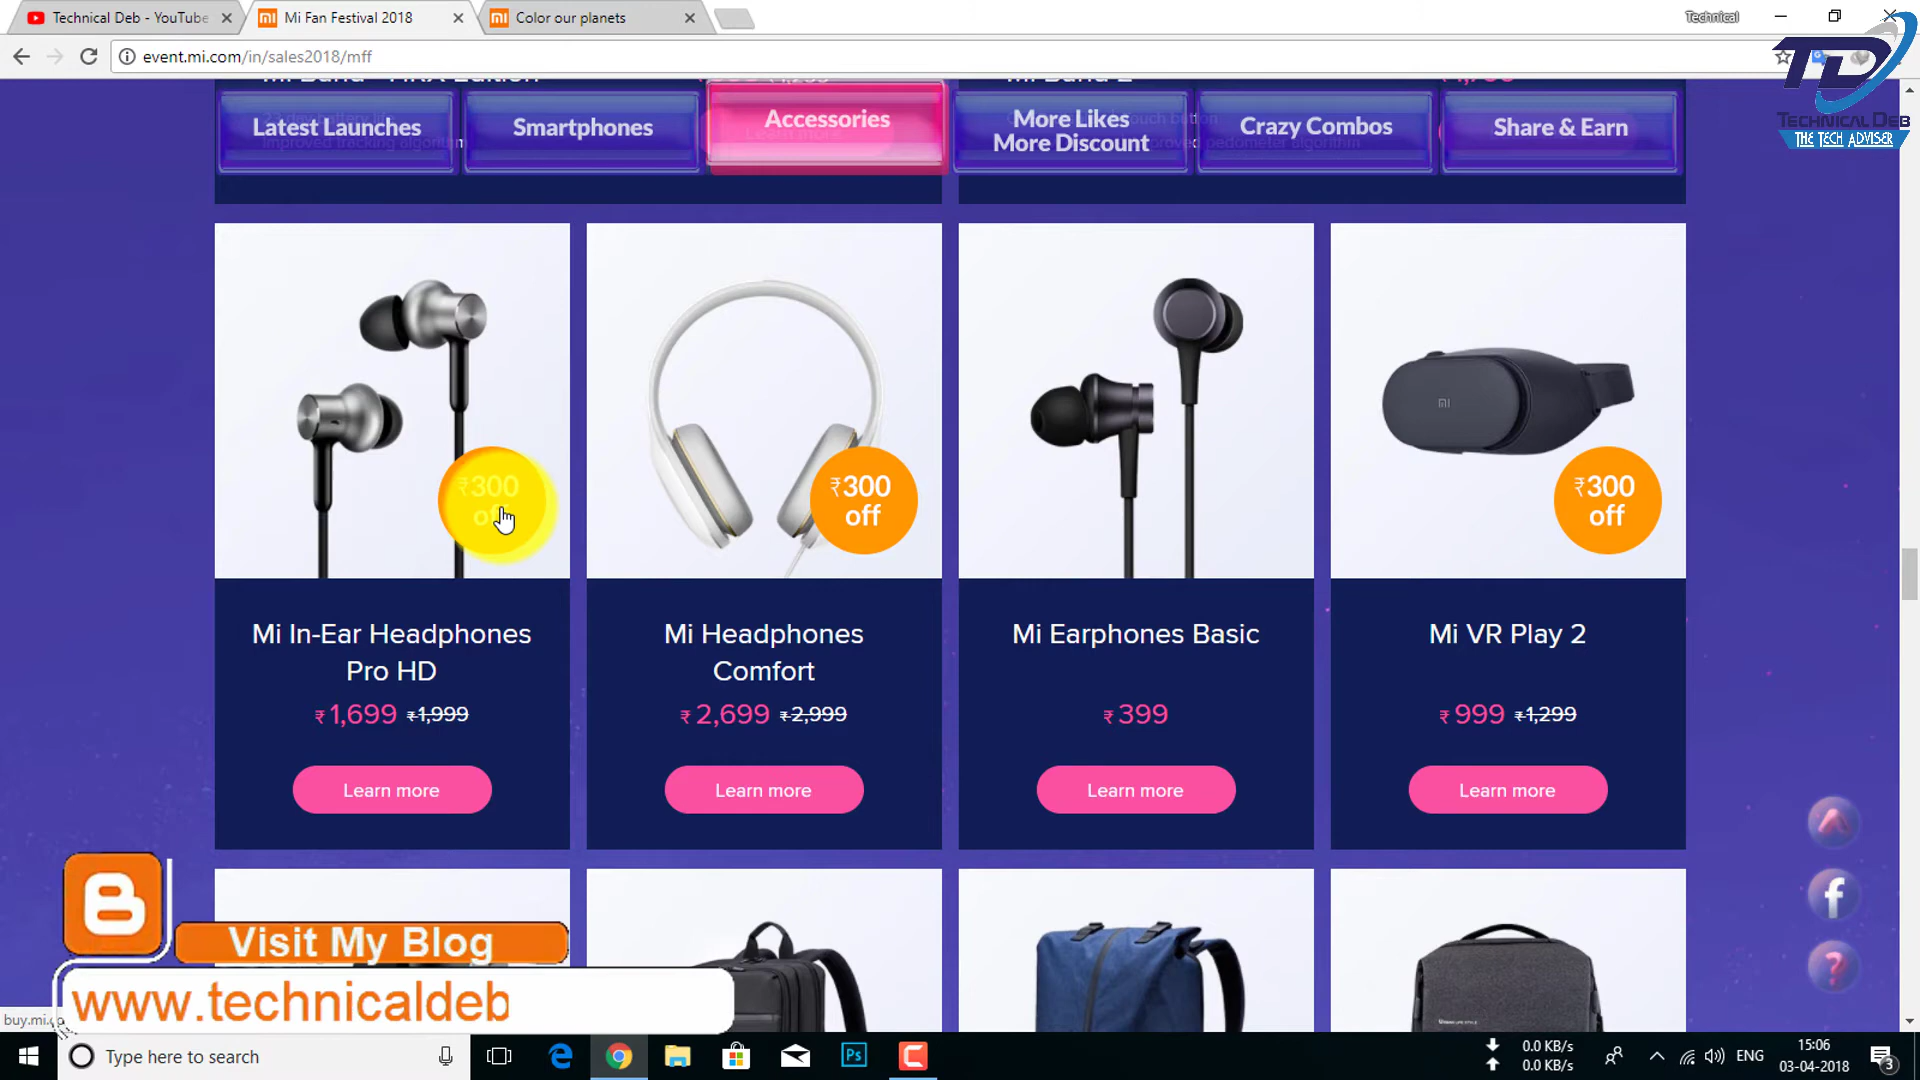 Technical Deb - YouTube
Mi Fan Festival 2018
Color our planets
Technical
event.mi.com/in/sales2018/mff
TD
TECHNICAL DEB
THE TECH ADVISER
Latest Launches
Smartphones
Accessories
More Likes
More Discount
Crazy Combos
Share & Earn
₹300
off
₹300
off
₹300
off
MI
Mi In-Ear Headphones
Pro HD
₹ 1,699 ₹1,999
Learn more
Mi Headphones
Comfort
₹ 2,699 ₹2,999
Learn more
Mi Earphones Basic
₹ 399
Learn more
Mi VR Play 2
₹ 999 ₹1,299
Learn more
f
?
B
Visit My Blog
www.technicaldeb
buy.mi.co
Type here to search
Ps
0.0 KB/s
0.0 KB/s
ENG
15:06
03-04-2018
3